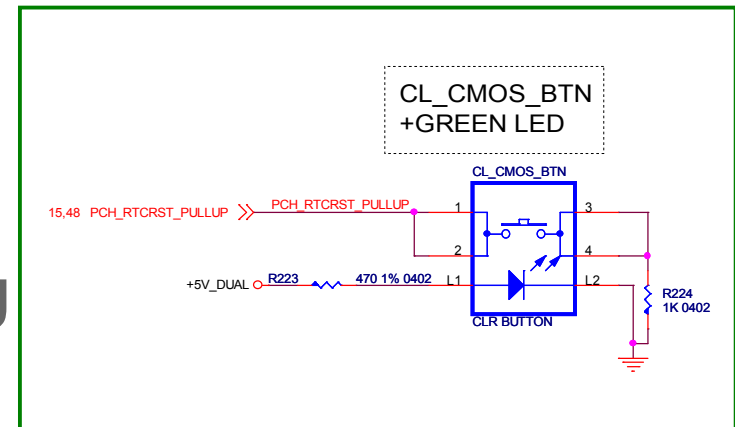 CL_CMOS_BTN
+GREEN LED
CL_CMOS_BTN
15,48 PCH_RTCRST_PULLUP
PCH_RTCRST_PULLUP
1
3
2
4
+5V_DUAL
R223
470 1% 0402
L1
L2
R224
1K 0402
CLR BUTTON